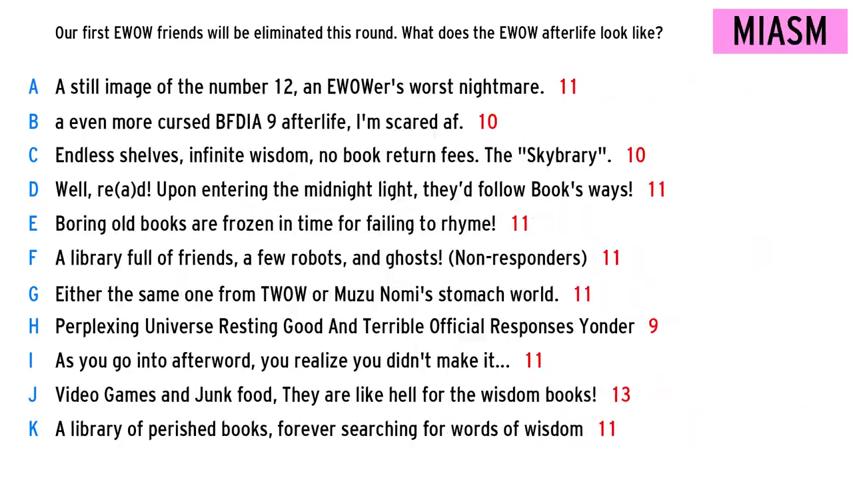 Our first EWOW friends will be eliminated this round. What does the EWOW afterlife look like?
MIASM
A A still image of the number 12, an EWOWer's worst nightmare. 11
B a even more cursed BFDIA 9 afterlife, I'm scared af. 10
C Endless shelves, infinite wisdom, no book return fees. The "Skybrary". 10
D Well, re(a)d! Upon entering the midnight light, they’d follow Book's ways! 11
E Boring old books are frozen in time for failing to rhyme! 11
F A library full of friends, a few robots, and ghosts! (Non-responders) 11
G Either the same one from TWOW or Muzu Nomi's stomach world. 11
H Perplexing Universe Resting Good And Terrible Official Responses Yonder 9
I As you go into afterword, you realize you didn't make it... 11
J Video Games and Junk food, They are like hell for the wisdom books! 13
K A library of perished books, forever searching for words of wisdom 11